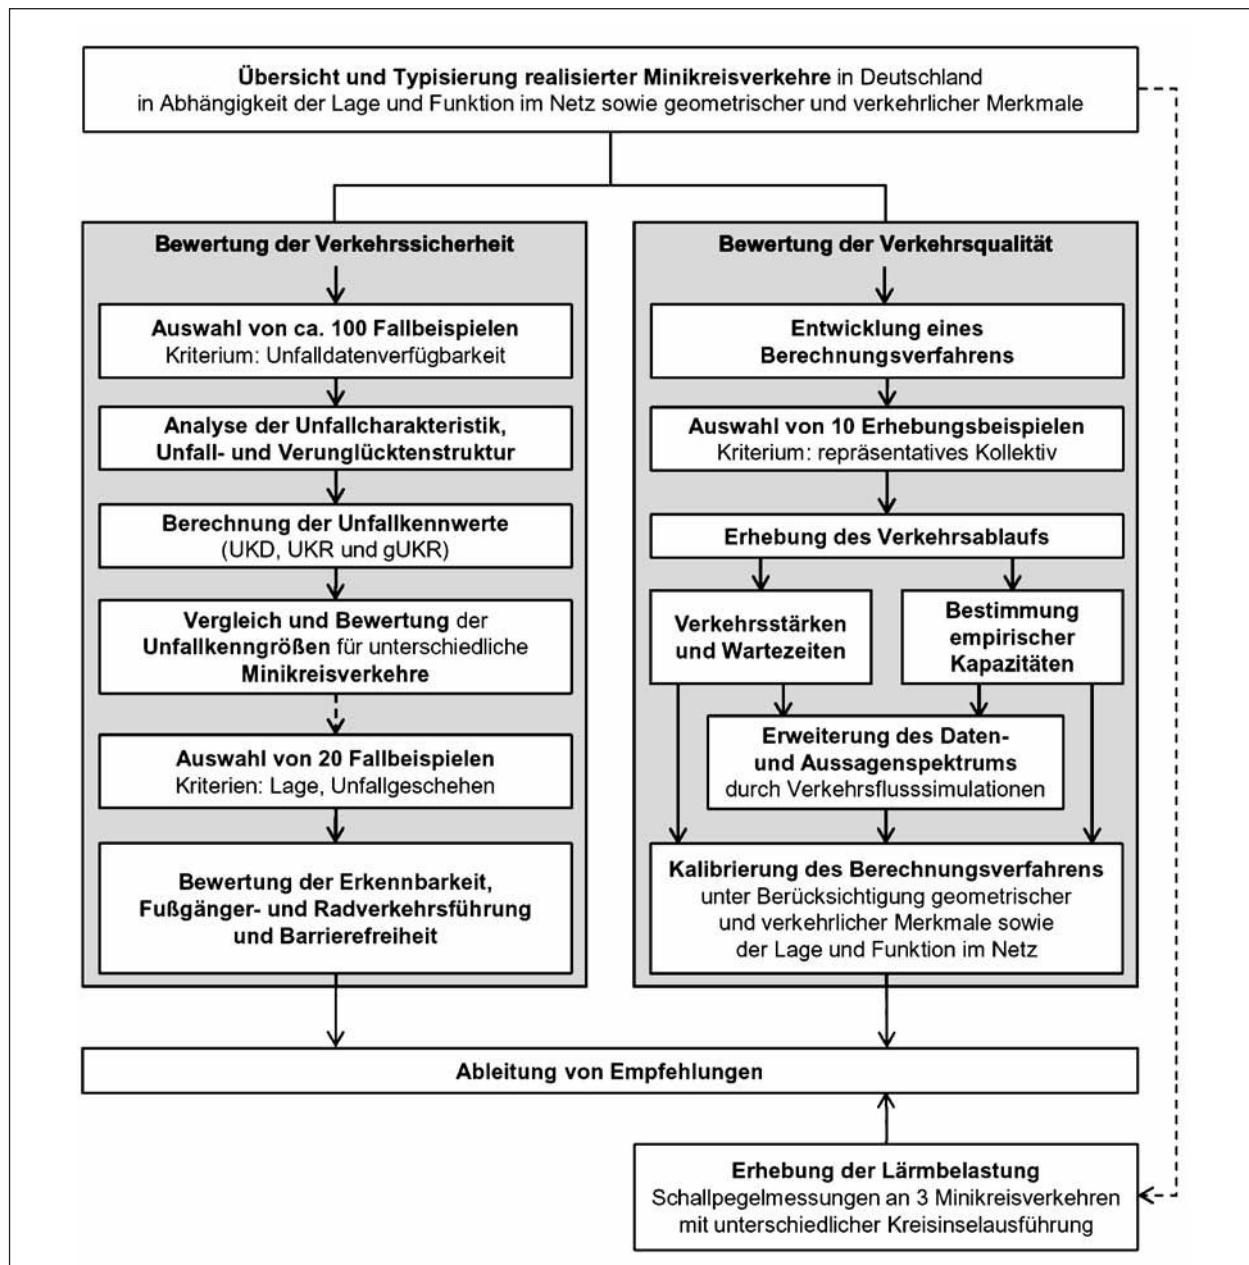 Übersicht und Typisierung realisierter Minikreisverkehre in Deutschland
in Abhängigkeit der Lage und Funktion im Netz sowie geometrischer und verkehrlicher Merkmale
Bewertung der Verkehrssicherheit
Auswahl von ca. 100 Fallbeispielen
Kriterium: Unfalldatenverfügbarkeit
Analyse der Unfallcharakteristik,
Unfall- und Verunglücktenstruktur
Berechnung der Unfallkennwerte
(UKD, UKR und gUKR)
Vergleich und Bewertung der
Unfallkenngrößen für unterschiedliche
Minikreisverkehre
Auswahl von 20 Fallbeispielen
Kriterien: Lage, Unfallgeschehen
Bewertung der Erkennbarkeit,
Fußgänger- und Radverkehrsführung
und Barrierefreiheit
Bewertung der Verkehrsqualität
Entwicklung eines
Berechnungsverfahrens
Auswahl von 10 Erhebungsbeispielen
Kriterium: repräsentatives Kollektiv
Erhebung des Verkehrsablaufs
Verkehrsstärken
und Wartezeiten
Bestimmung
empirischer
Kapazitäten
Erweiterung des Daten-
und Aussagenspektrums
durch Verkehrsflusssimulationen
Kalibrierung des Berechnungsverfahrens
unter Berücksichtigung geometrischer
und verkehrlicher Merkmale sowie
der Lage und Funktion im Netz
Ableitung von Empfehlungen
Erhebung der Lärmbelastung
Schallpegelmessungen an 3 Minikreisverkehren
mit unterschiedlicher Kreisinselausführung